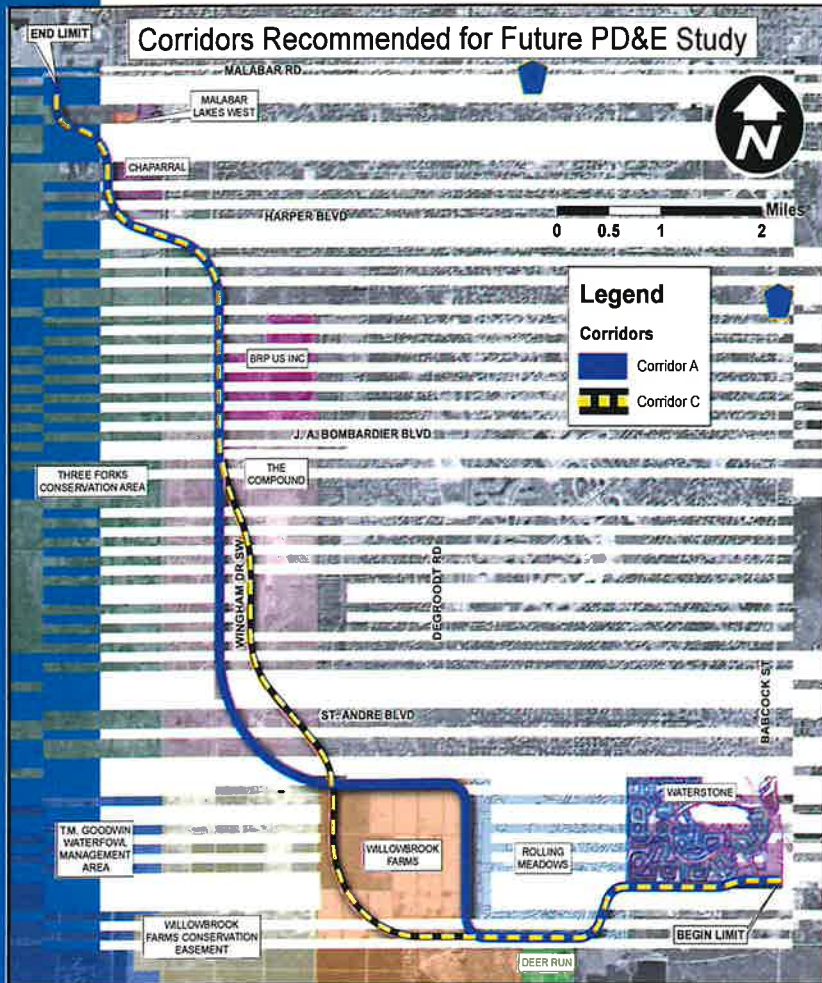 END LIMIT
Corridors Recommended for Future PD&E Study
MALABAR RD
MALABAR
LAKES WEST
N
CHAPARRAL
HARPER BLVD
Miles
0 0.5 1 2
Legend
Corridors
Corridor A
Corridor C
BRP US INC
J. A. BOMBARDIER BLVD
THE
COMPOUND
THREE FORKS
CONSERVATION AREA
WINGHAM DR SW
DEGROODT RD
BABCOCK ST
ST. ANDRE BLVD
WATERSTONE
T.M. GOODWIN
WATERFOWL
MANAGEMENT
AREA
WILLOWBROOK
FARMS
ROLLING
MEADOWS
WILLOWBROOK
FARMS CONSERVATION
EASEMENT
BEGIN LIMIT
DEER RUN